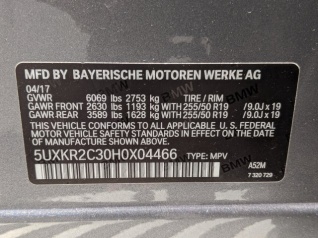 MFD BY BAYERISCHE MOTOREN WERKE AG
04/17
GVWR 6069 lbs 2753 kg TIRE / RIM
GAWR FRONT 2630 lbs 1193 kg WITH 255/50 R19 / 9.0J x 19
GAWR REAR 3589 lbs 1628 kg WITH 255/50 R19 / 9.0J x 19
THIS VEHICLE CONFORMS TO ALL APPLICABLE
U.S. FEDERAL MOTOR VEHICLE SAFETY STANDARDS IN
EFFECT ON THE DATE OF MANUFACTURE SHOWN ABOVE.
5UXKR2C30H0X04466 TYPE: MPV A52M
7 320 729